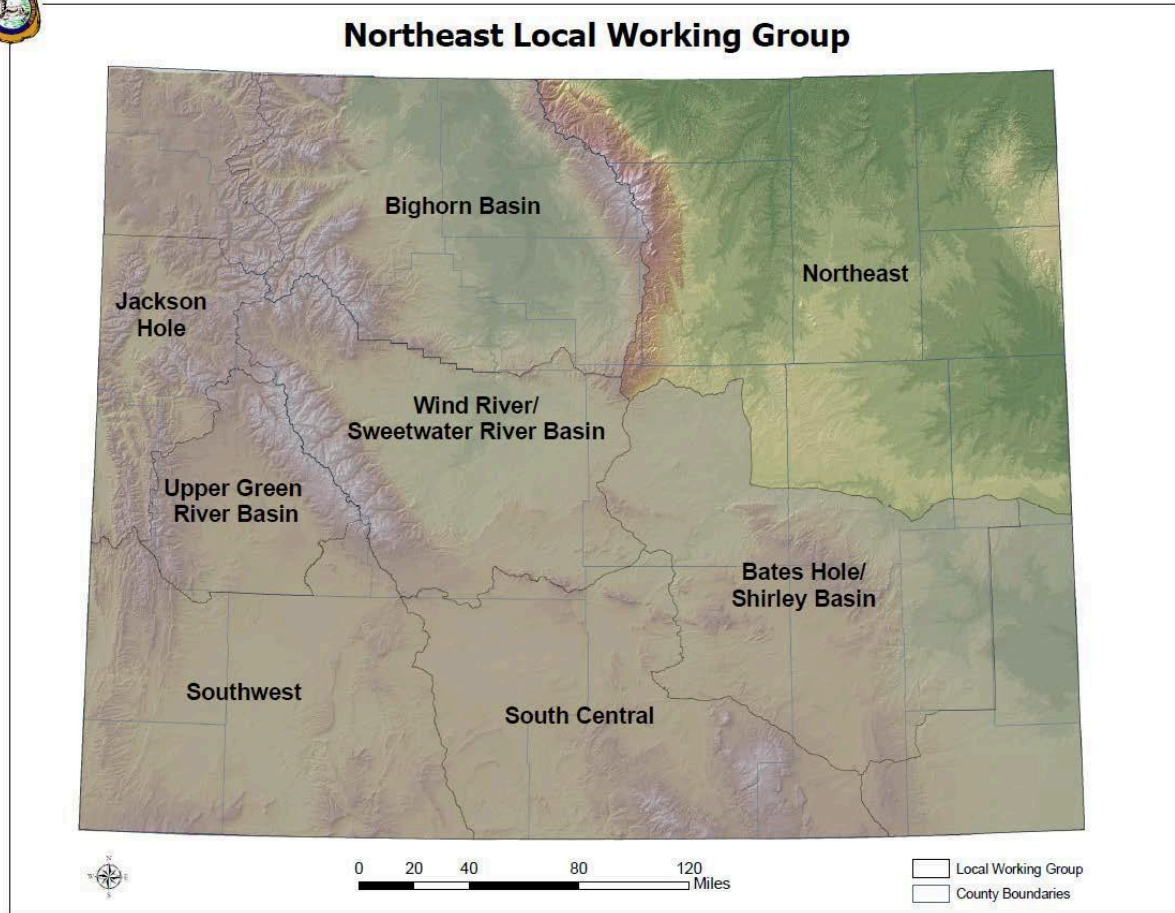 Northeast Local Working Group
Bighorn Basin
Northeast
Jackson
Hole
Wind River/
Sweetwater River Basin
Upper Green
River Basin
Bates Hole/
Shirley Basin
Southwest
South Central
N
W
E
S
0 20 40 80 120
Miles
Local Working Group
County Boundaries